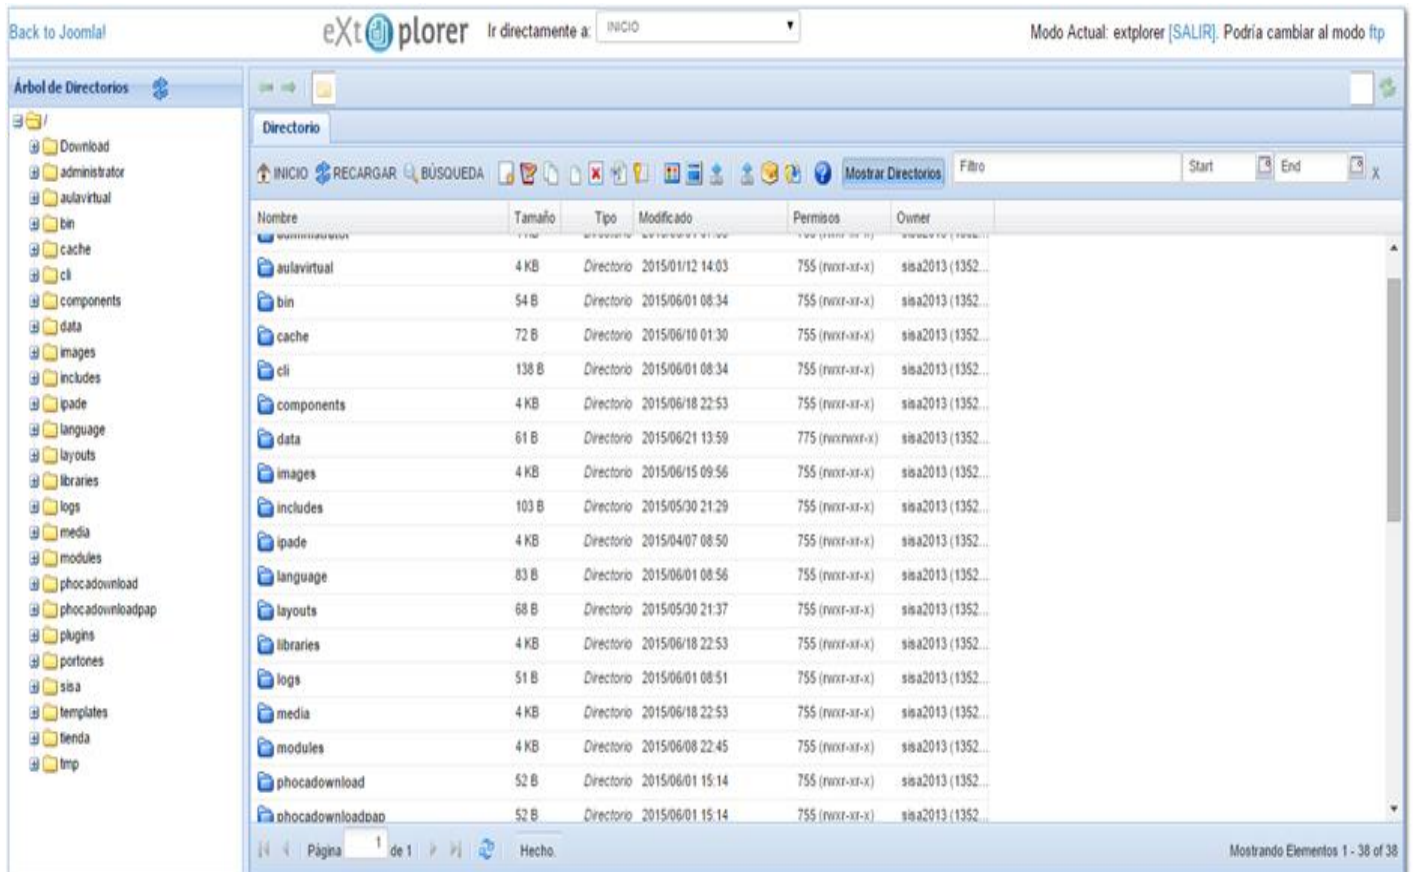 Back to Joomla!
eXtplorer
Ir directamente a: INICIO
Modo Actual: extplorer [SALIR]. Podría cambiar al modo ftp
Árbol de Directorios
/
Download
administrator
aulavirtual
bin
cache
cli
components
data
images
includes
ipade
language
layouts
libraries
logs
media
modules
phocadownload
phocadownloadpap
plugins
portones
sisa
templates
tienda
tmp
Directorio
INICIO RECARGAR BÚSQUEDA Mostrar Directorios Filtro Start End X
Nombre Tamaño Tipo Modificado Permisos Owner
administrator
aulavirtual 4 KB Directorio 2015/01/12 14:03 755 (rwxr-xr-x) sisa2013 (1352...
bin 54 B Directorio 2015/06/01 08:34 755 (rwxr-xr-x) sisa2013 (1352...
cache 72 B Directorio 2015/06/10 01:30 755 (rwxr-xr-x) sisa2013 (1352...
cli 138 B Directorio 2015/06/01 08:34 755 (rwxr-xr-x) sisa2013 (1352...
components 4 KB Directorio 2015/06/18 22:53 755 (rwxr-xr-x) sisa2013 (1352...
data 61 B Directorio 2015/06/21 13:59 775 (rwxrwxr-x) sisa2013 (1352...
images 4 KB Directorio 2015/06/15 09:56 755 (rwxr-xr-x) sisa2013 (1352...
includes 103 B Directorio 2015/05/30 21:29 755 (rwxr-xr-x) sisa2013 (1352...
ipade 4 KB Directorio 2015/04/07 08:50 755 (rwxr-xr-x) sisa2013 (1352...
language 83 B Directorio 2015/06/01 08:56 755 (rwxr-xr-x) sisa2013 (1352...
layouts 68 B Directorio 2015/05/30 21:37 755 (rwxr-xr-x) sisa2013 (1352...
libraries 4 KB Directorio 2015/06/18 22:53 755 (rwxr-xr-x) sisa2013 (1352...
logs 51 B Directorio 2015/06/01 08:51 755 (rwxr-xr-x) sisa2013 (1352...
media 4 KB Directorio 2015/06/18 22:53 755 (rwxr-xr-x) sisa2013 (1352...
modules 4 KB Directorio 2015/06/08 22:45 755 (rwxr-xr-x) sisa2013 (1352...
phocadownload 52 B Directorio 2015/06/01 15:14 755 (rwxr-xr-x) sisa2013 (1352...
phocadownloadpap 52 B Directorio 2015/06/01 15:14 755 (rwxr-xr-x) sisa2013 (1352...
Página 1 de 1 Hecho. Mostrando Elementos 1 - 38 of 38